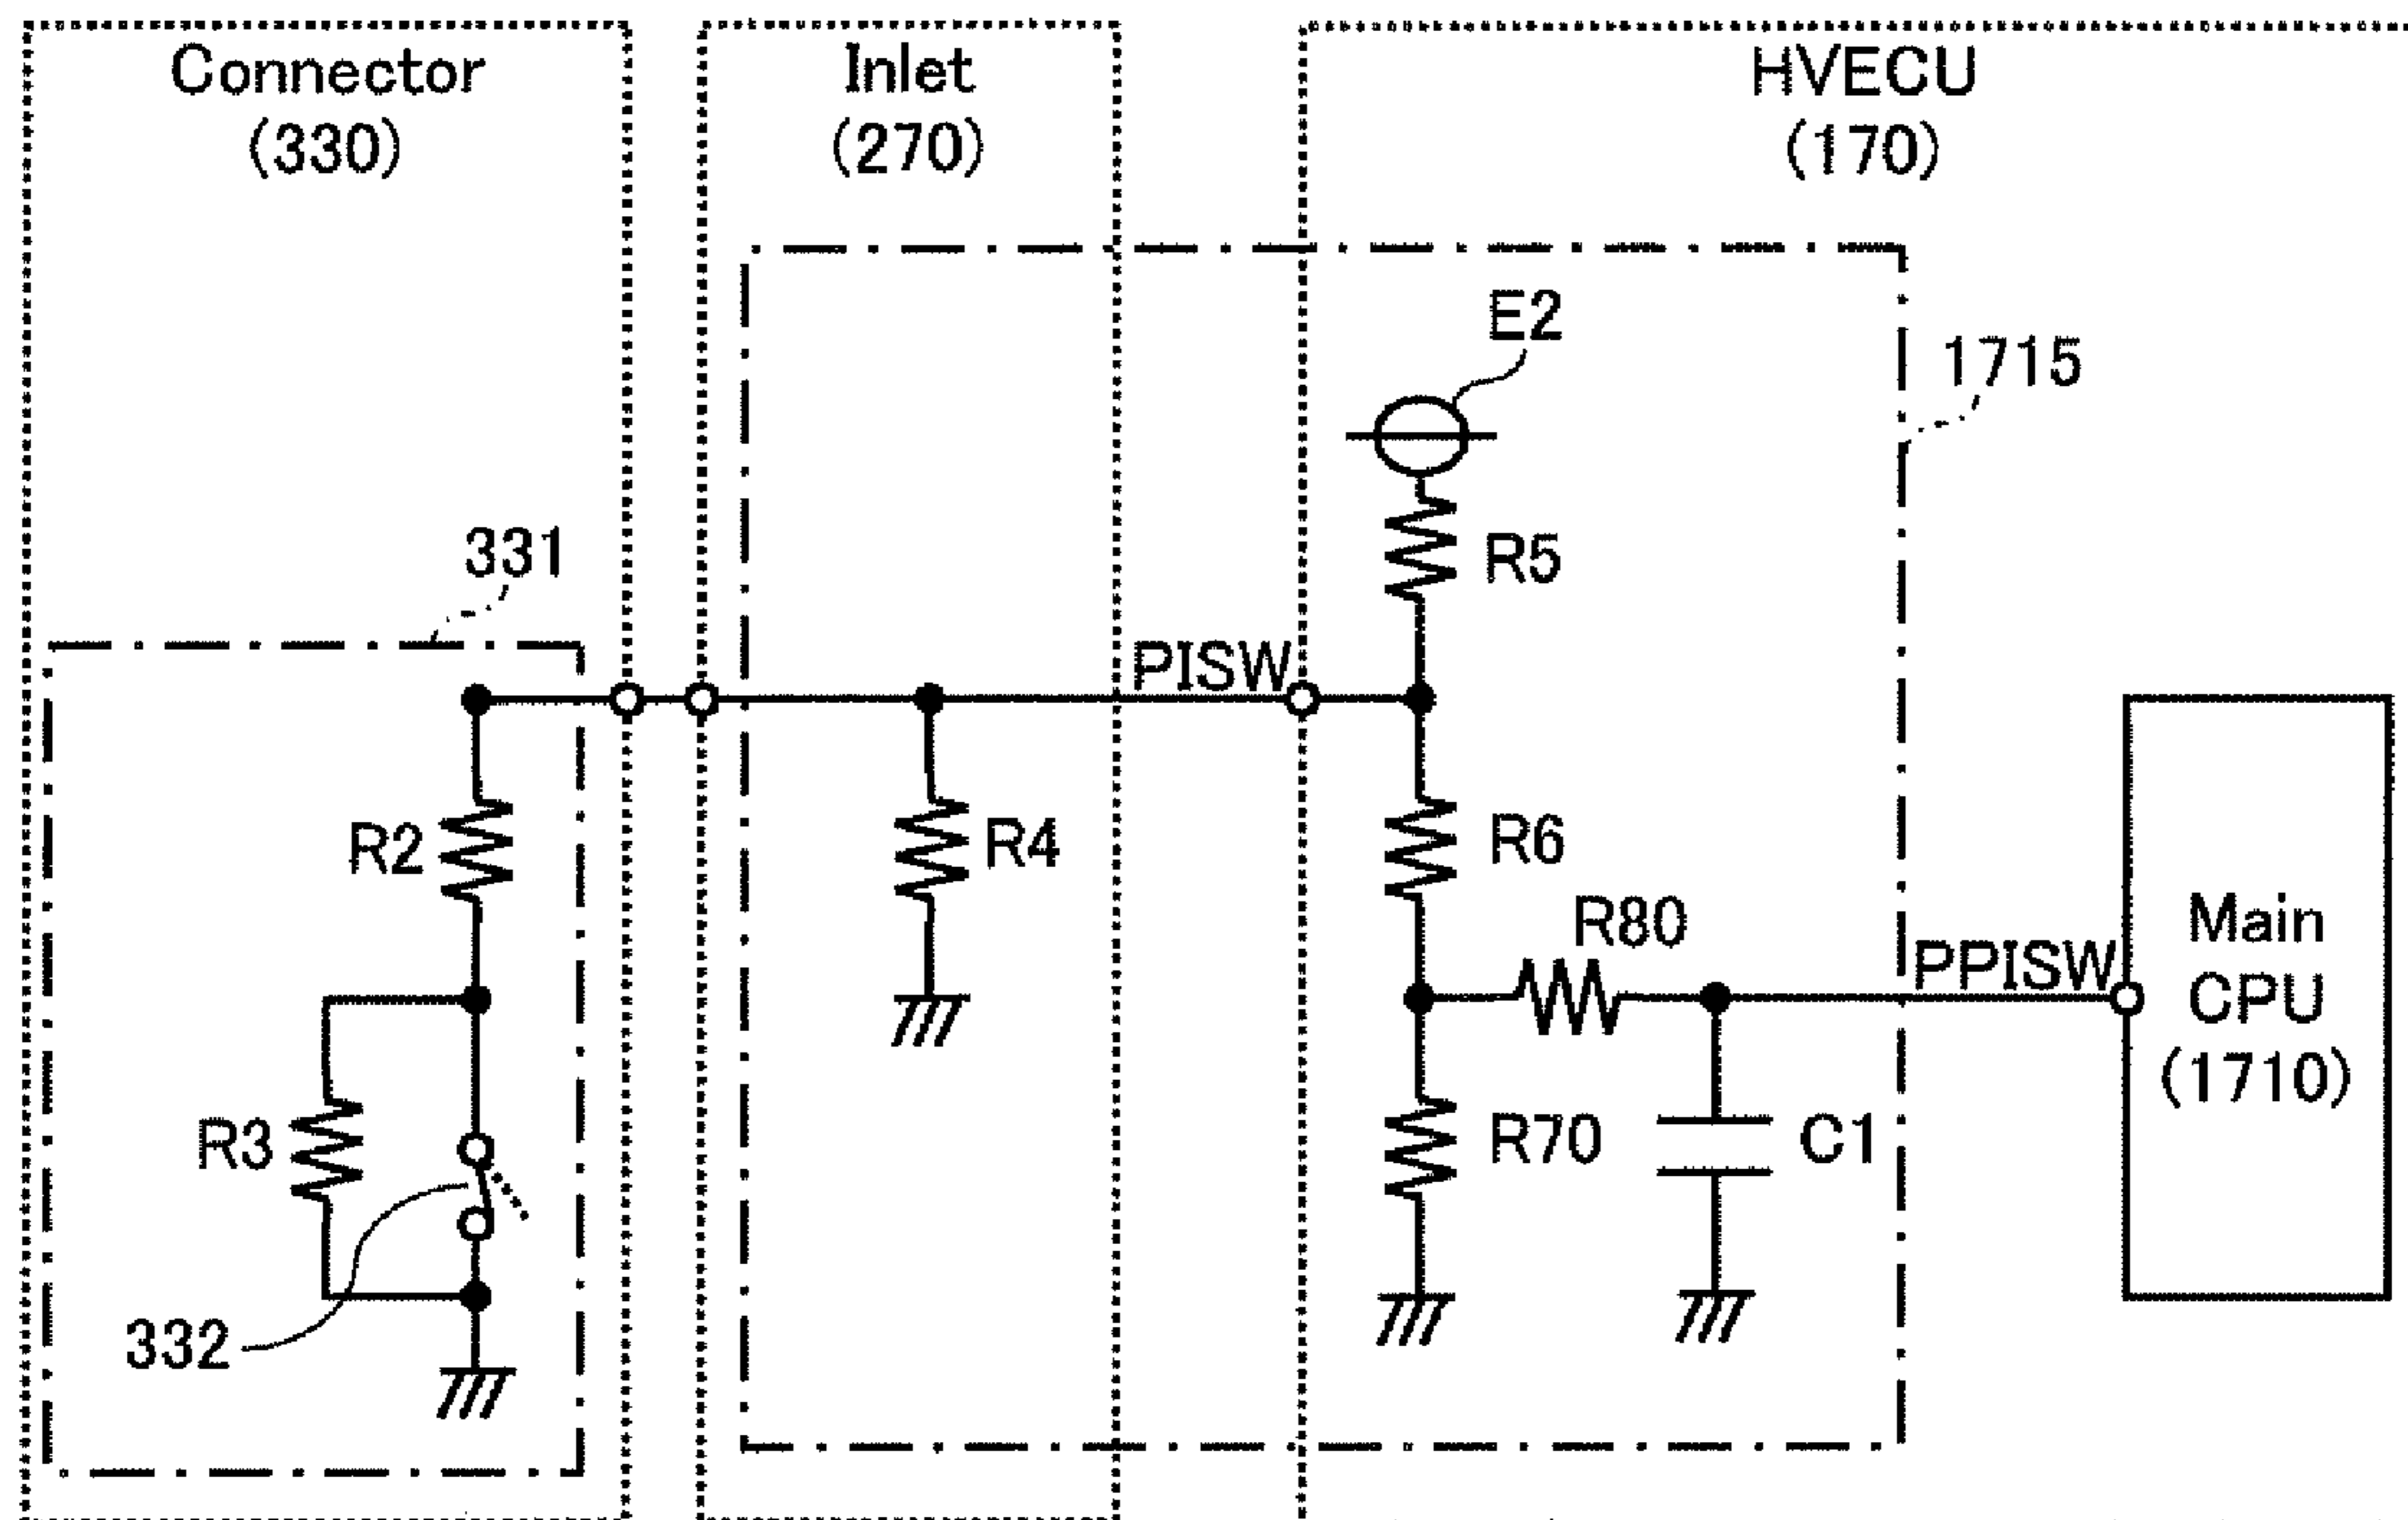 Connector
(330)
Inlet
(270)
HVECU
(170)
E2
1715
331
R5
PISW
R2
R4
R6
R80
PPISW
Main
CPU
(1710)
R3
R70
C1
332